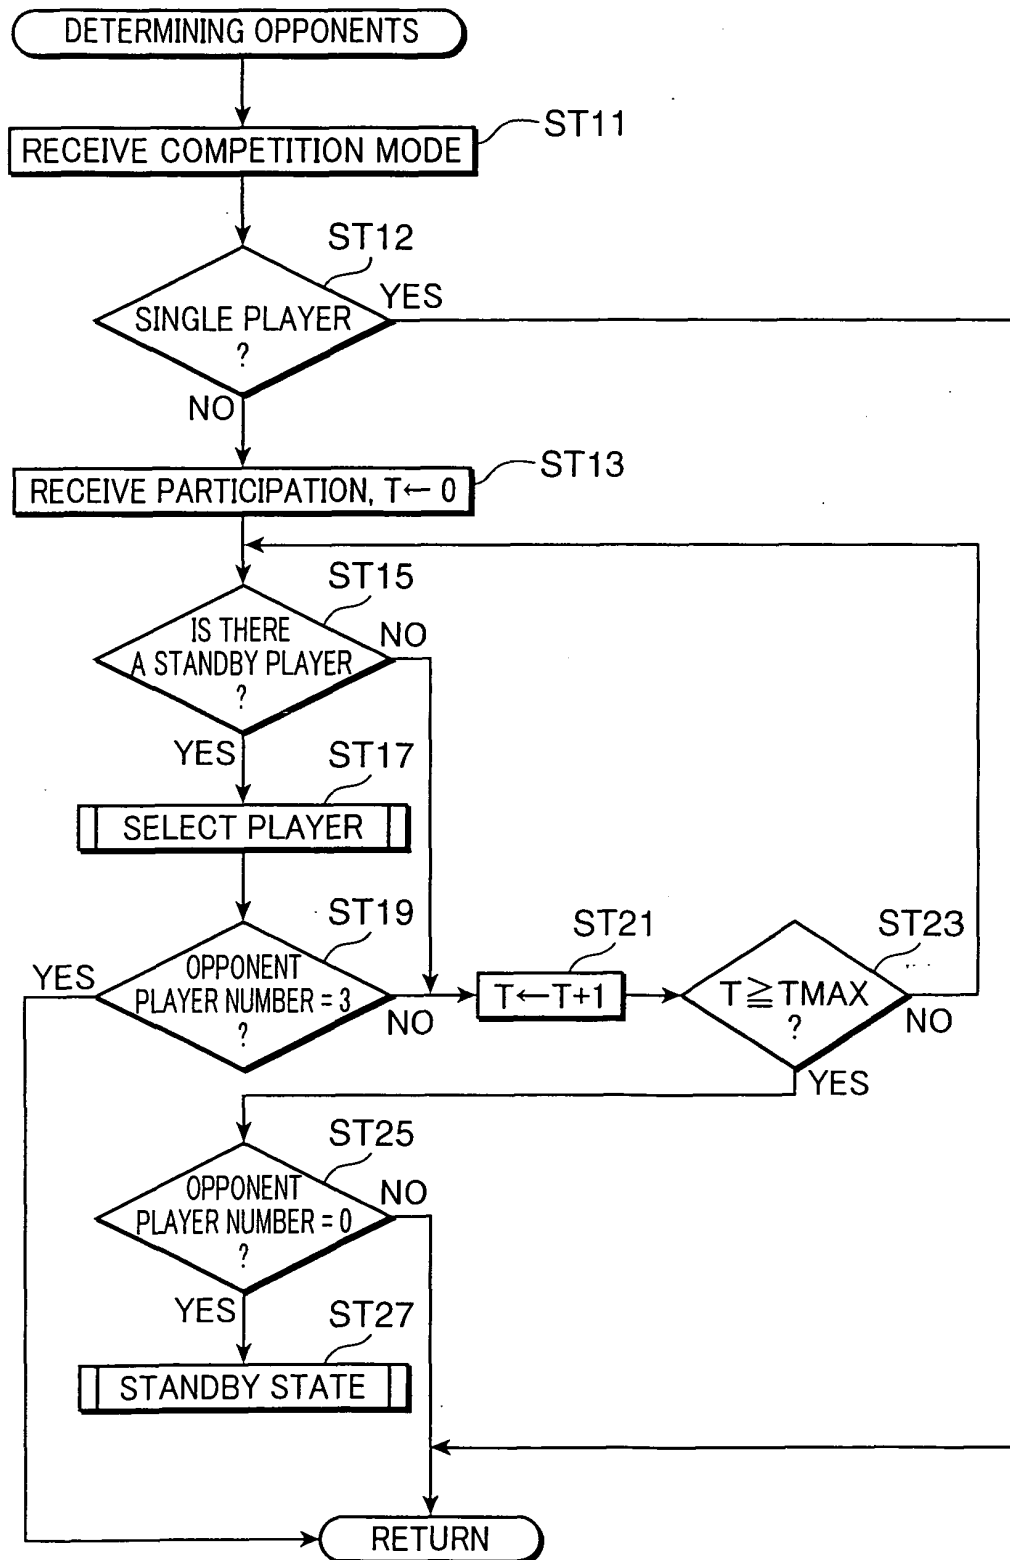 DETERMINING OPPONENTS
ST11
RECEIVE COMPETITION MODE
ST12
YES
SINGLE PLAYER
?
NO
ST13
RECEIVE PARTICIPATION, T← 0
ST15
IS THERE
NO
A STANDBY PLAYER
?
YES
ST17
SELECT PLAYER
ST19
ST21
ST23
YES
OPPONENT
PLAYER NUMBER = 3
?
NO
T←T+1
T≧TMAX
?
NO
YES
ST25
OPPONENT
NO
PLAYER NUMBER = 0
?
YES
ST27
STANDBY STATE
RETURN